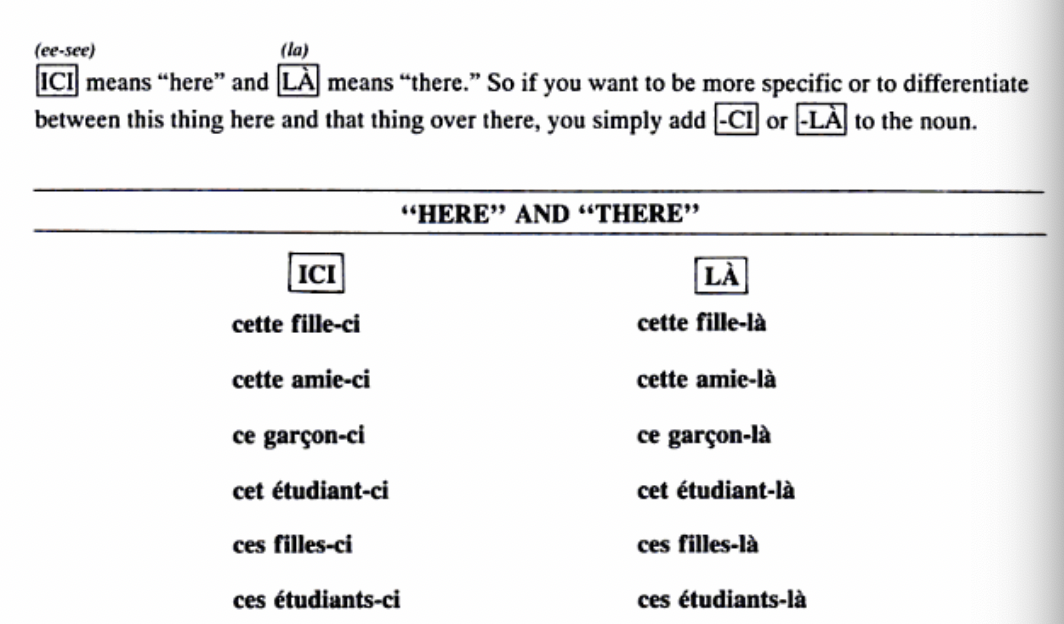 (ee-see) (la)
ICI means “here” and LÀ means “there.” So if you want to be more specific or to differentiate
between this thing here and that thing over there, you simply add -CI or -LÀ to the noun.
“HERE” AND “THERE”
ICI LÀ
cette fille-ci cette fille-là
cette amie-ci cette amie-là
ce garçon-ci ce garçon-là
cet étudiant-ci cet étudiant-là
ces filles-ci ces filles-là
ces étudiants-ci ces étudiants-là